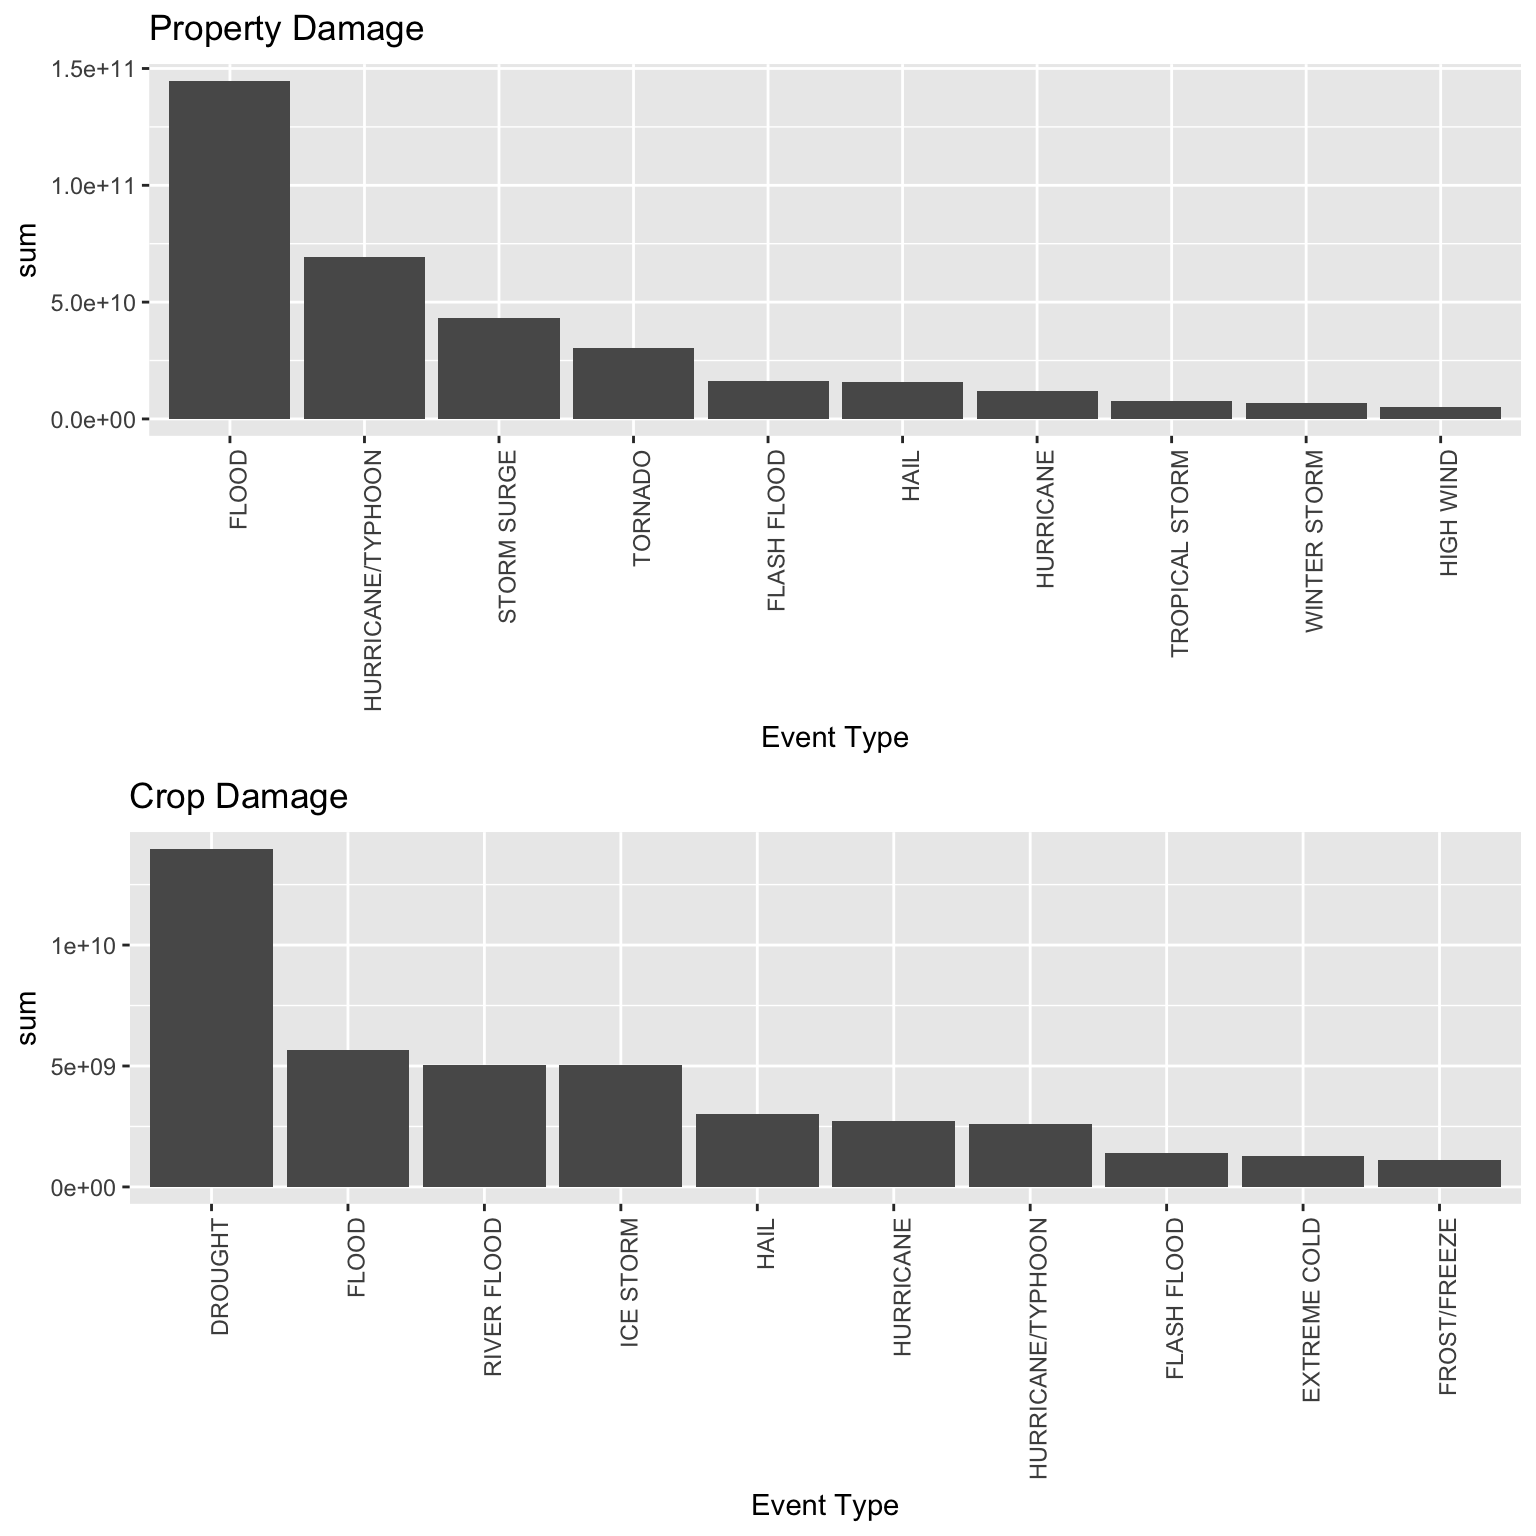 Property Damage
1.5e+11
1.0e+11
5.0e+10
0.0e+00
sum
FLOOD
HURRICANE/TYPHOON
STORM SURGE
TORNADO
FLASH FLOOD
HAIL
HURRICANE
TROPICAL STORM
WINTER STORM
HIGH WIND
Event Type
Crop Damage
1e+10
5e+09
0e+00
sum
DROUGHT
FLOOD
RIVER FLOOD
ICE STORM
HAIL
HURRICANE
HURRICANE/TYPHOON
FLASH FLOOD
EXTREME COLD
FROST/FREEZE
Event Type